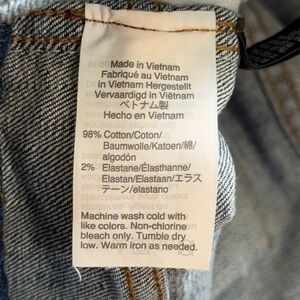 Made in Vietnam
Fabriqué au Vietnam
In Vietnam Hergestellt
Vervaardigd in Viëtnam
ベトナム製
Hecho en Vietnam
98% Cotton/Coton/
Baumwolle/Katoen/綿/
algodón
2% Elastane/Élasthanne/
Elastan/Elastaan/エラス
テーン/elastano
Machine wash cold with
like colors. Non-chlorine
bleach only. Tumble dry
low. Warm iron as needed.